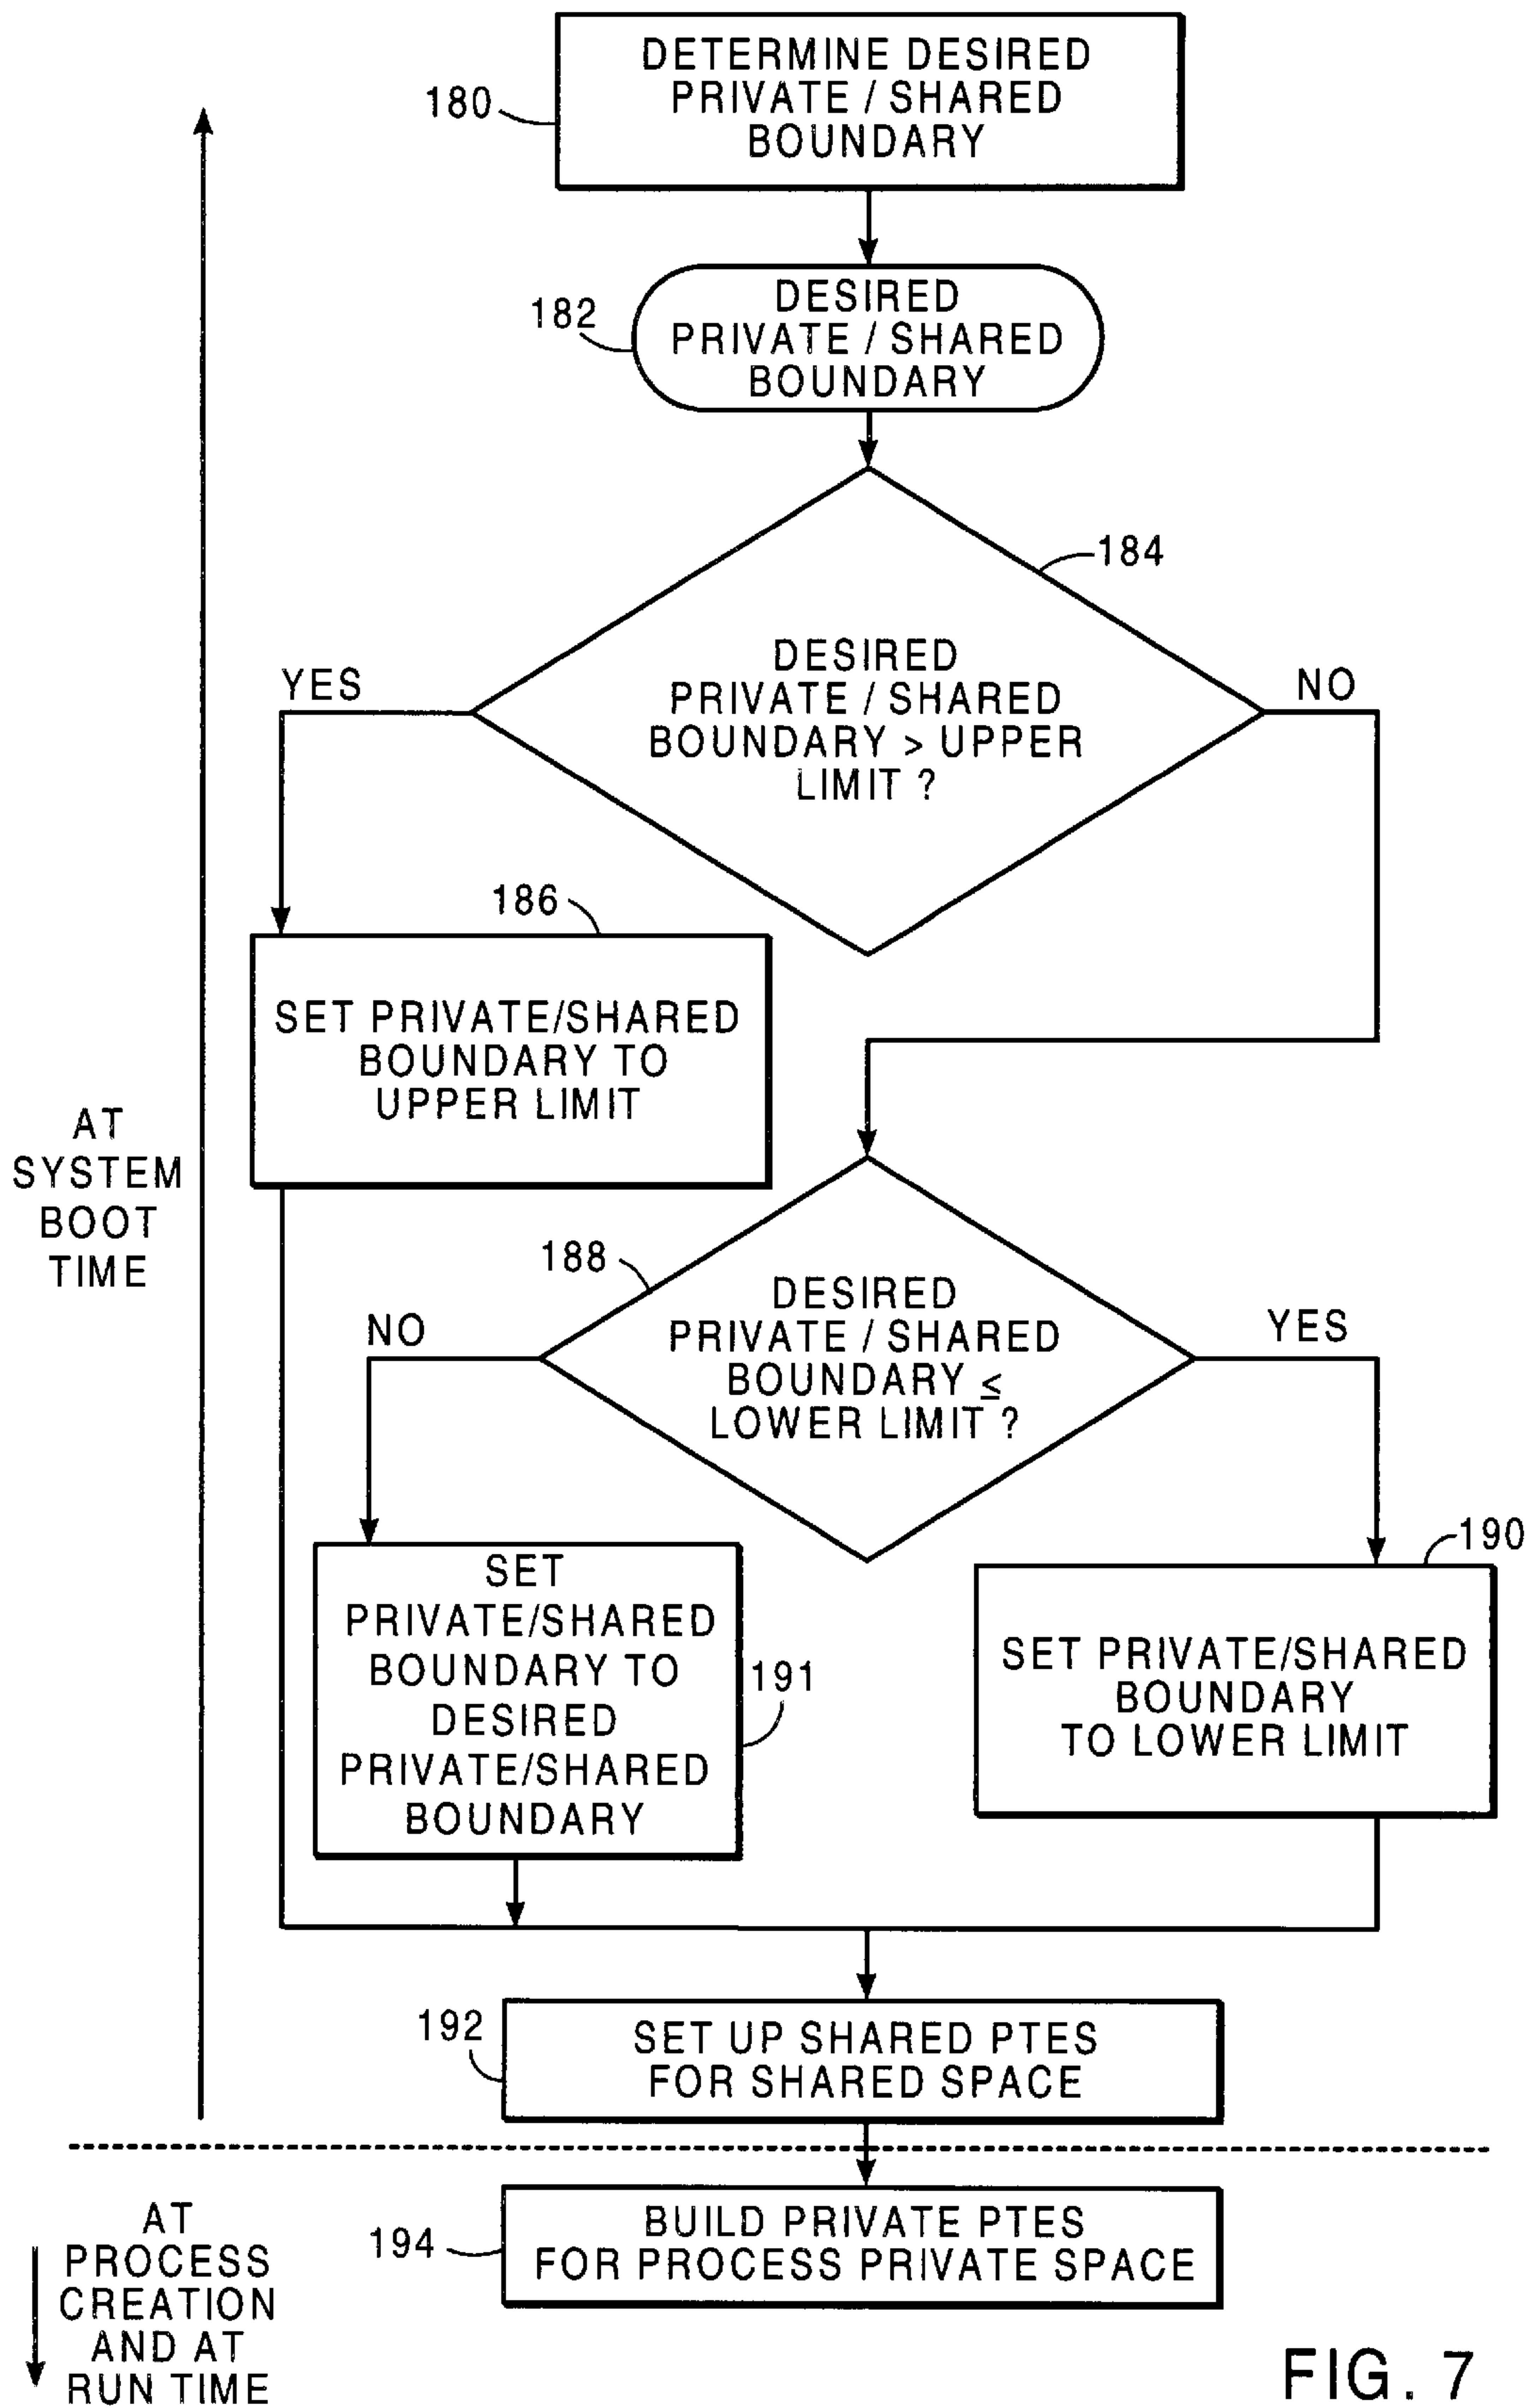 DETERMINE DESIRED
PRIVATE / SHARED
BOUNDARY
180
DESIRED
PRIVATE / SHARED
BOUNDARY
182
184
DESIRED
PRIVATE / SHARED
BOUNDARY > UPPER
LIMIT ?
YES
NO
186
SET PRIVATE/SHARED
BOUNDARY TO
UPPER LIMIT
AT
SYSTEM
BOOT
TIME
188
DESIRED
PRIVATE / SHARED
BOUNDARY ≤
LOWER LIMIT ?
NO
YES
190
SET
PRIVATE/SHARED
BOUNDARY TO
DESIRED
PRIVATE/SHARED
BOUNDARY
191
SET PRIVATE/SHARED
BOUNDARY
TO LOWER LIMIT
192
SET UP SHARED PTES
FOR SHARED SPACE
194
BUILD PRIVATE PTES
FOR PROCESS PRIVATE SPACE
AT
PROCESS
CREATION
AND AT
RUN TIME
FIG. 7